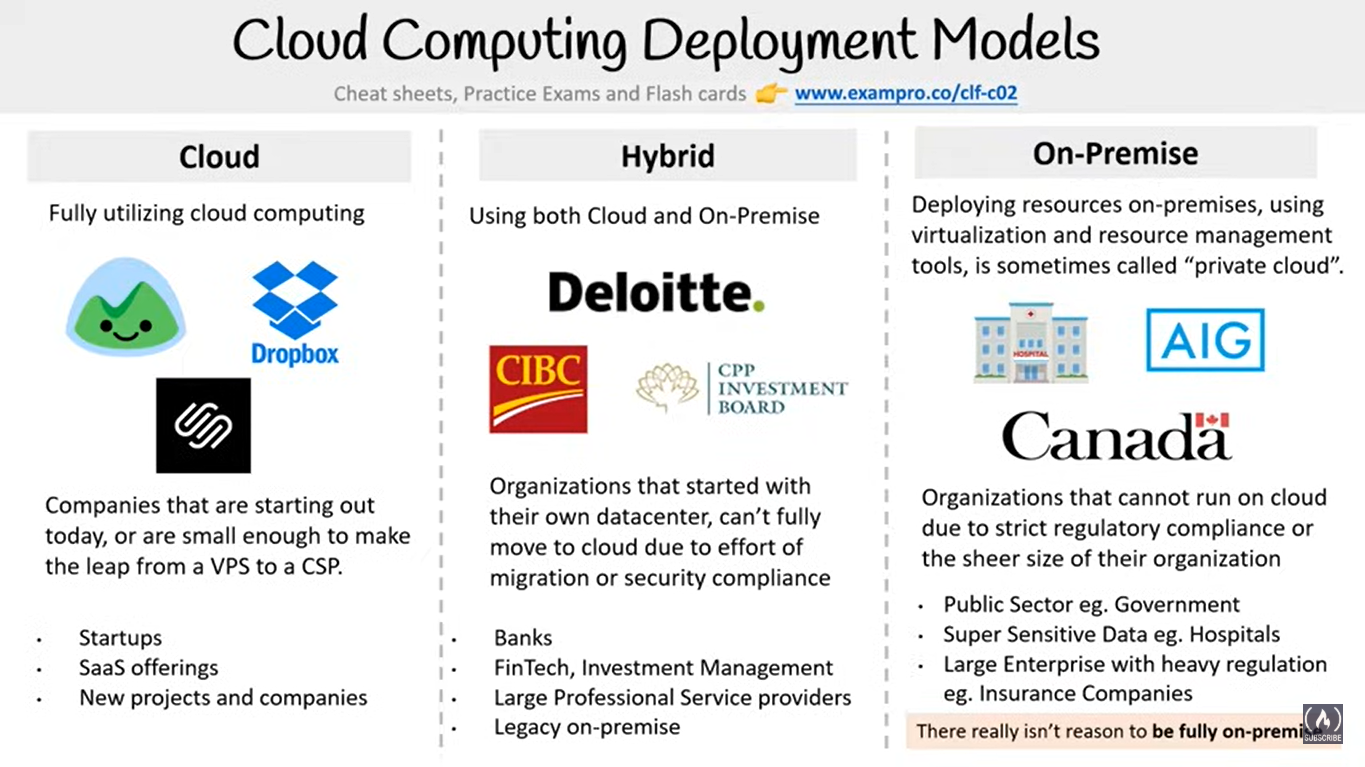 Cloud Computing Deployment Models
Cheat sheets, Practice Exams and Flash cards 👉 www.exampro.co/clf-c02
Cloud
Fully utilizing cloud computing
Dropbox
Companies that are starting out
today, or are small enough to make
the leap from a VPS to a CSP.
· Startups
· SaaS offerings
· New projects and companies
Hybrid
Using both Cloud and On-Premise
Deloitte.
CIBC
CPP
INVESTMENT
BOARD
Organizations that started with
their own datacenter, can't fully
move to cloud due to effort of
migration or security compliance
· Banks
· FinTech, Investment Management
· Large Professional Service providers
· Legacy on-premise
On-Premise
Deploying resources on-premises, using
virtualization and resource management
tools, is sometimes called “private cloud”.
HOSPITAL
AIG
Canada
Organizations that cannot run on cloud
due to strict regulatory compliance or
the sheer size of their organization
· Public Sector eg. Government
· Super Sensitive Data eg. Hospitals
· Large Enterprise with heavy regulation
eg. Insurance Companies
There really isn't reason to be fully on-premi
SUBSCRIBE